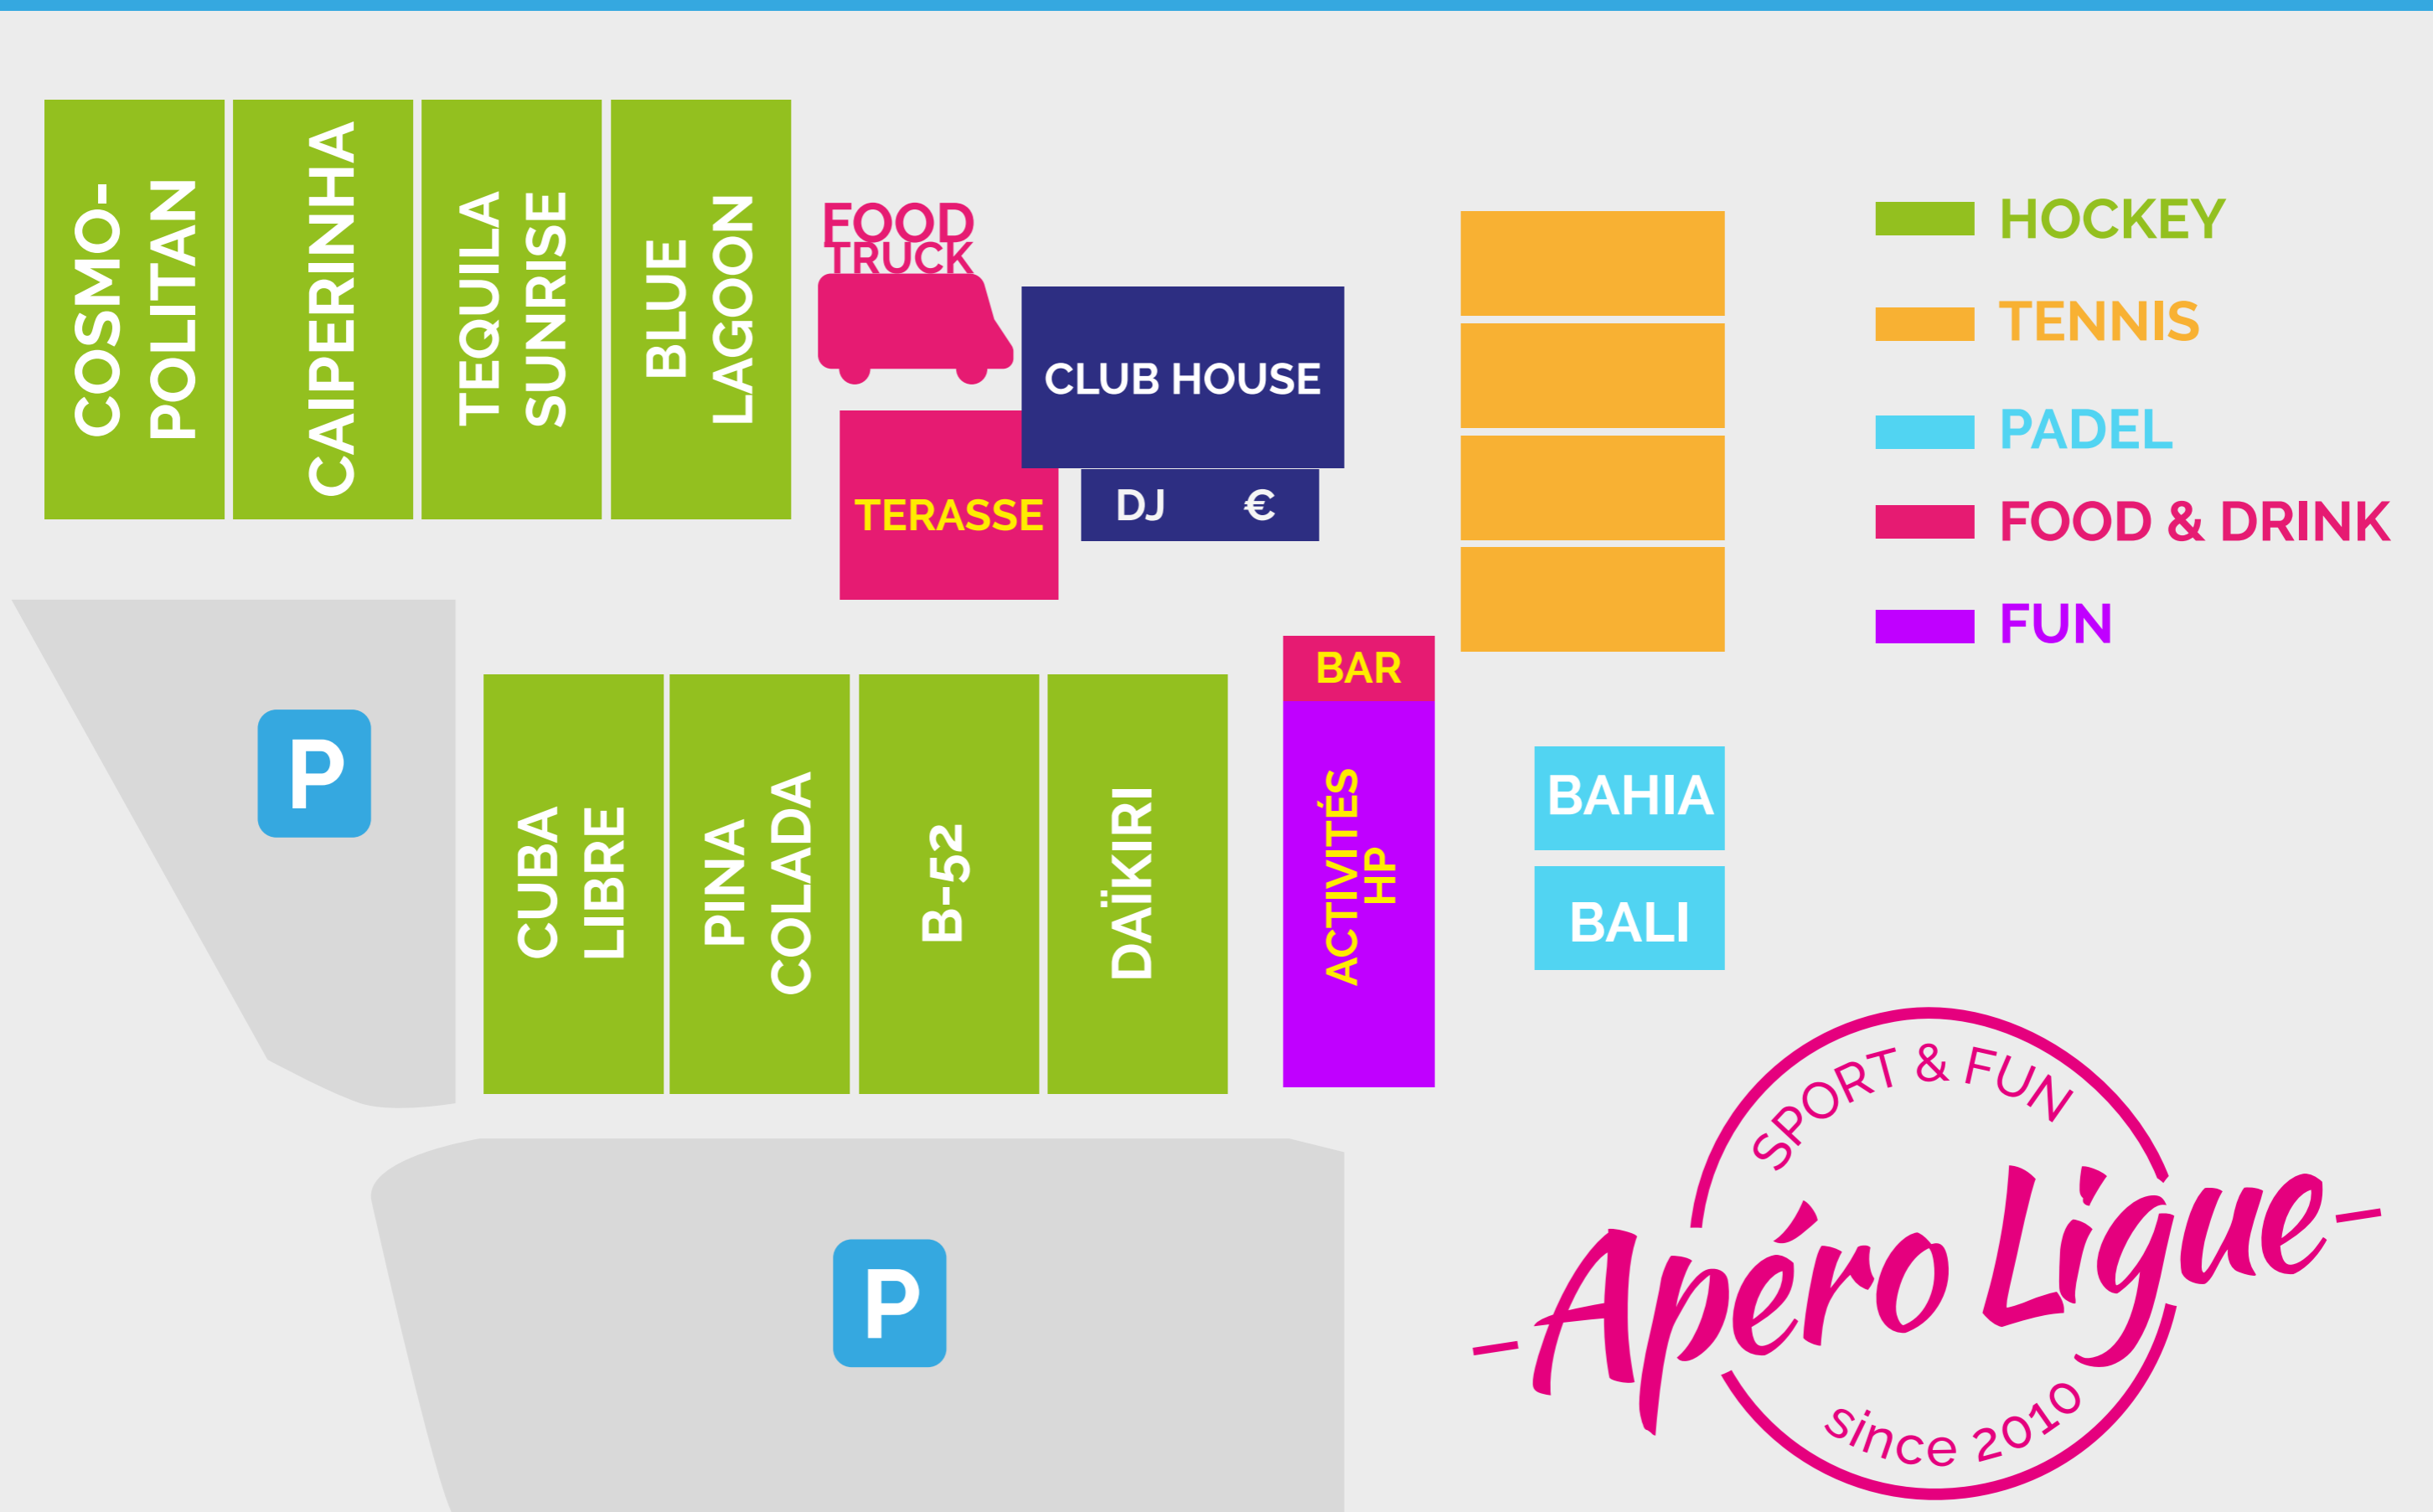 COSMO-
POLITAN
CAIPERINHA
TEQUILA
SUNRISE
BLUE
LAGOON
FOOD
TRUCK
CLUB HOUSE
TERASSE
DJ €
HOCKEY
TENNIS
PADEL
FOOD & DRINK
FUN
P
CUBA
LIBRE
PINA
COLADA
B-52
DAÏKIRI
BAR
ACTIVITÉS
HP
BAHIA
BALI
P
SPORT & FUN
-Apéro Ligue-
since 2010